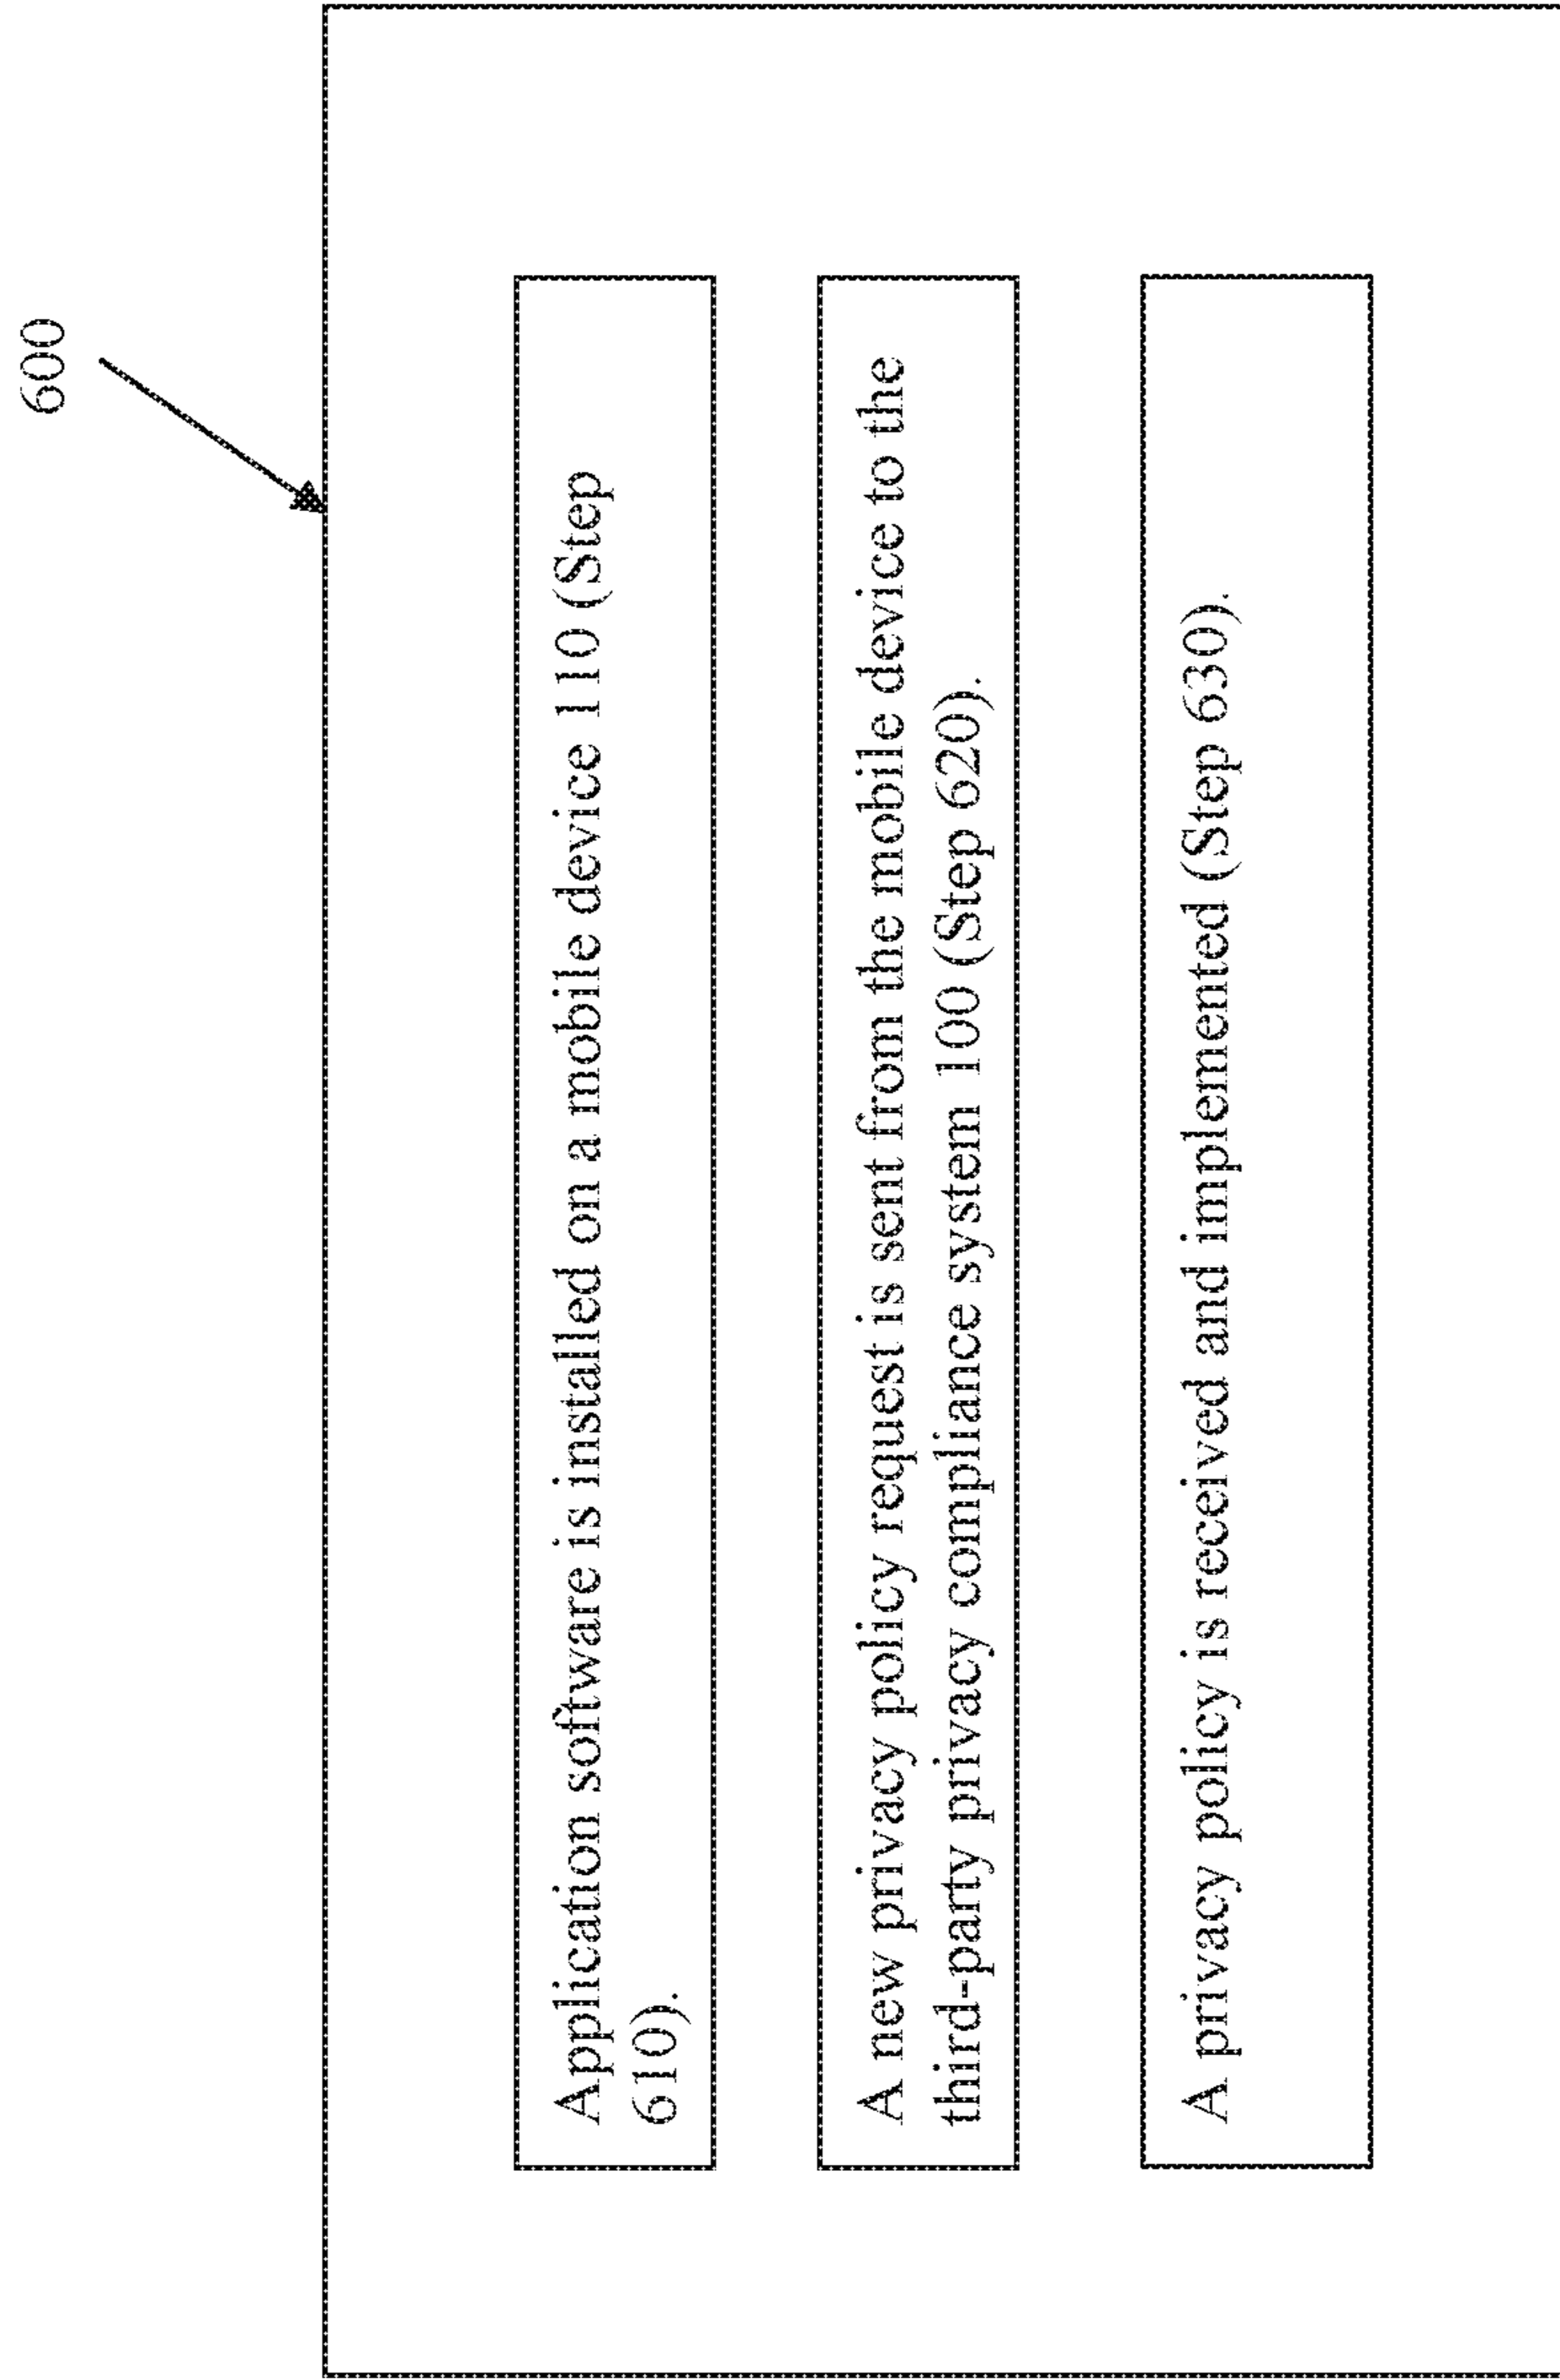 600
Application software is installed on a mobile device 110 (Step
610).
A new privacy policy request is sent from the mobile device to the
third-party privacy compliance system 100 (Step 620).
A privacy policy is received and implemented (Step 630).